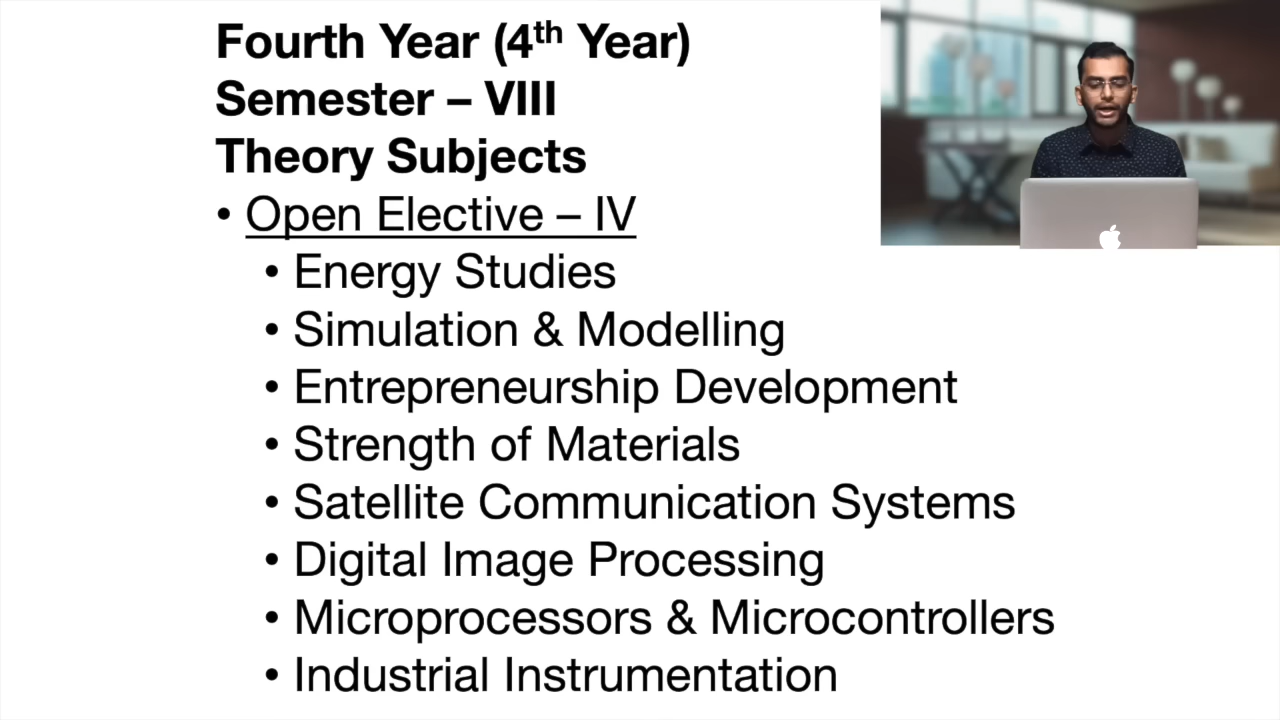 Fourth Year (4th Year)
Semester – VIII
Theory Subjects
• Open Elective – IV
• Energy Studies
• Simulation & Modelling
• Entrepreneurship Development
• Strength of Materials
• Satellite Communication Systems
• Digital Image Processing
• Microprocessors & Microcontrollers
• Industrial Instrumentation